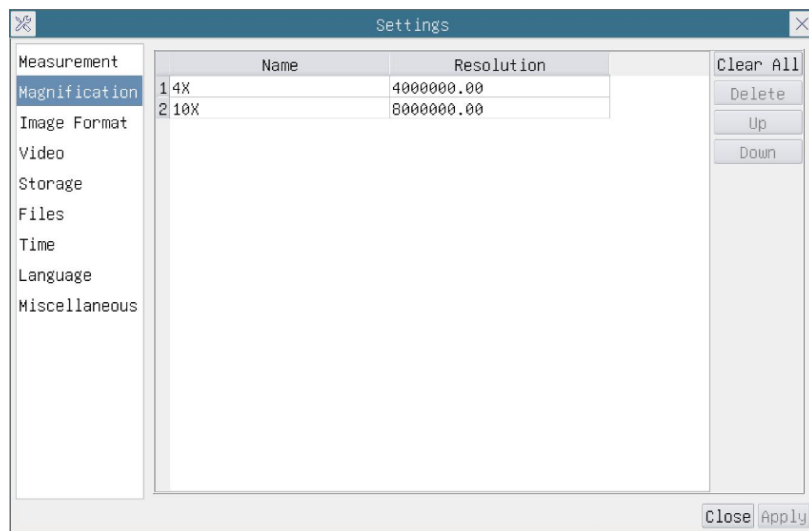 Settings
Measurement
Magnification
Image Format
Video
Storage
Files
Time
Language
Miscellaneous
Name Resolution
1 4X 4000000.00
2 10X 8000000.00
Clear All
Delete
Up
Down
Close Apply